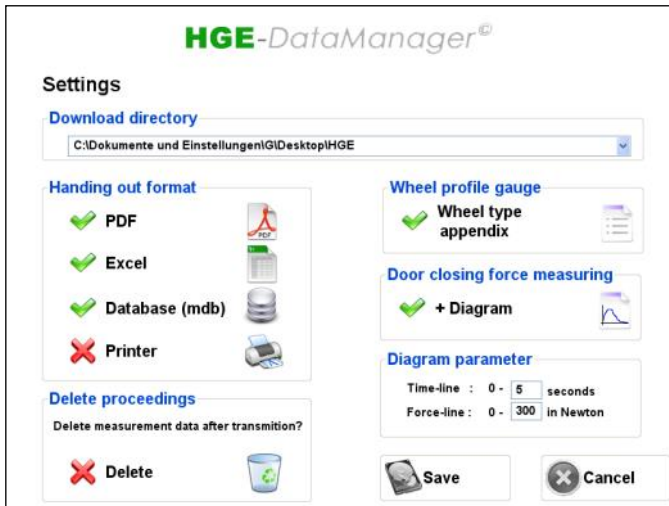 HGE-DataManager©
Settings
Download directory
C:\Dokumente und Einstellungen\G\Desktop\HGE
Handing out format
PDF
PDF
Excel
Database (mdb)
Printer
Delete proceedings
Delete measurement data after transmition?
Delete
Wheel profile gauge
Wheel type
appendix
Door closing force measuring
+ Diagram
Diagram parameter
Time-line : 0 - 5 seconds
Force-line : 0 - 300 in Newton
Save
Cancel